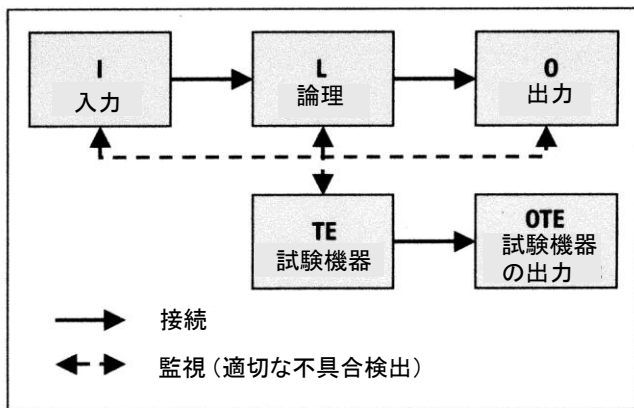 I
入力
L
論理
O
出力
TE
試験機器
OTE
試験機器
の出力
接続
監視（適切な不具合検出）